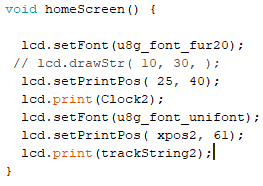 void homeScreen() {
lcd.setFont(u8g_font_fur20);
// lcd.drawStr( 10, 30, );
lcd.setPrintPos( 25, 40);
lcd.print(Clock2);
lcd.setFont(u8g_font_unifont);
lcd.setPrintPos( xpos2, 61);
lcd.print(trackString2);
}